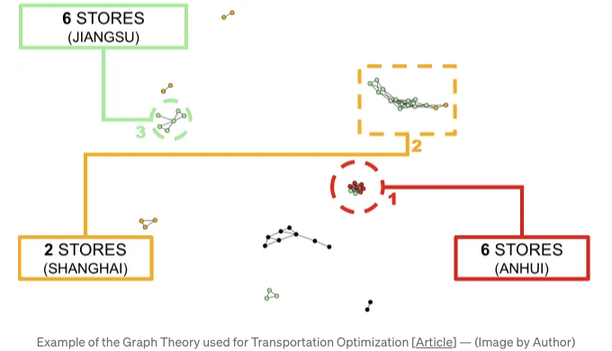 6 STORES
(JIANGSU)
3
2
1
2 STORES
(SHANGHAI)
6 STORES
(ANHUI)
Example of the Graph Theory used for Transportation Optimization [Article] — (Image by Author)